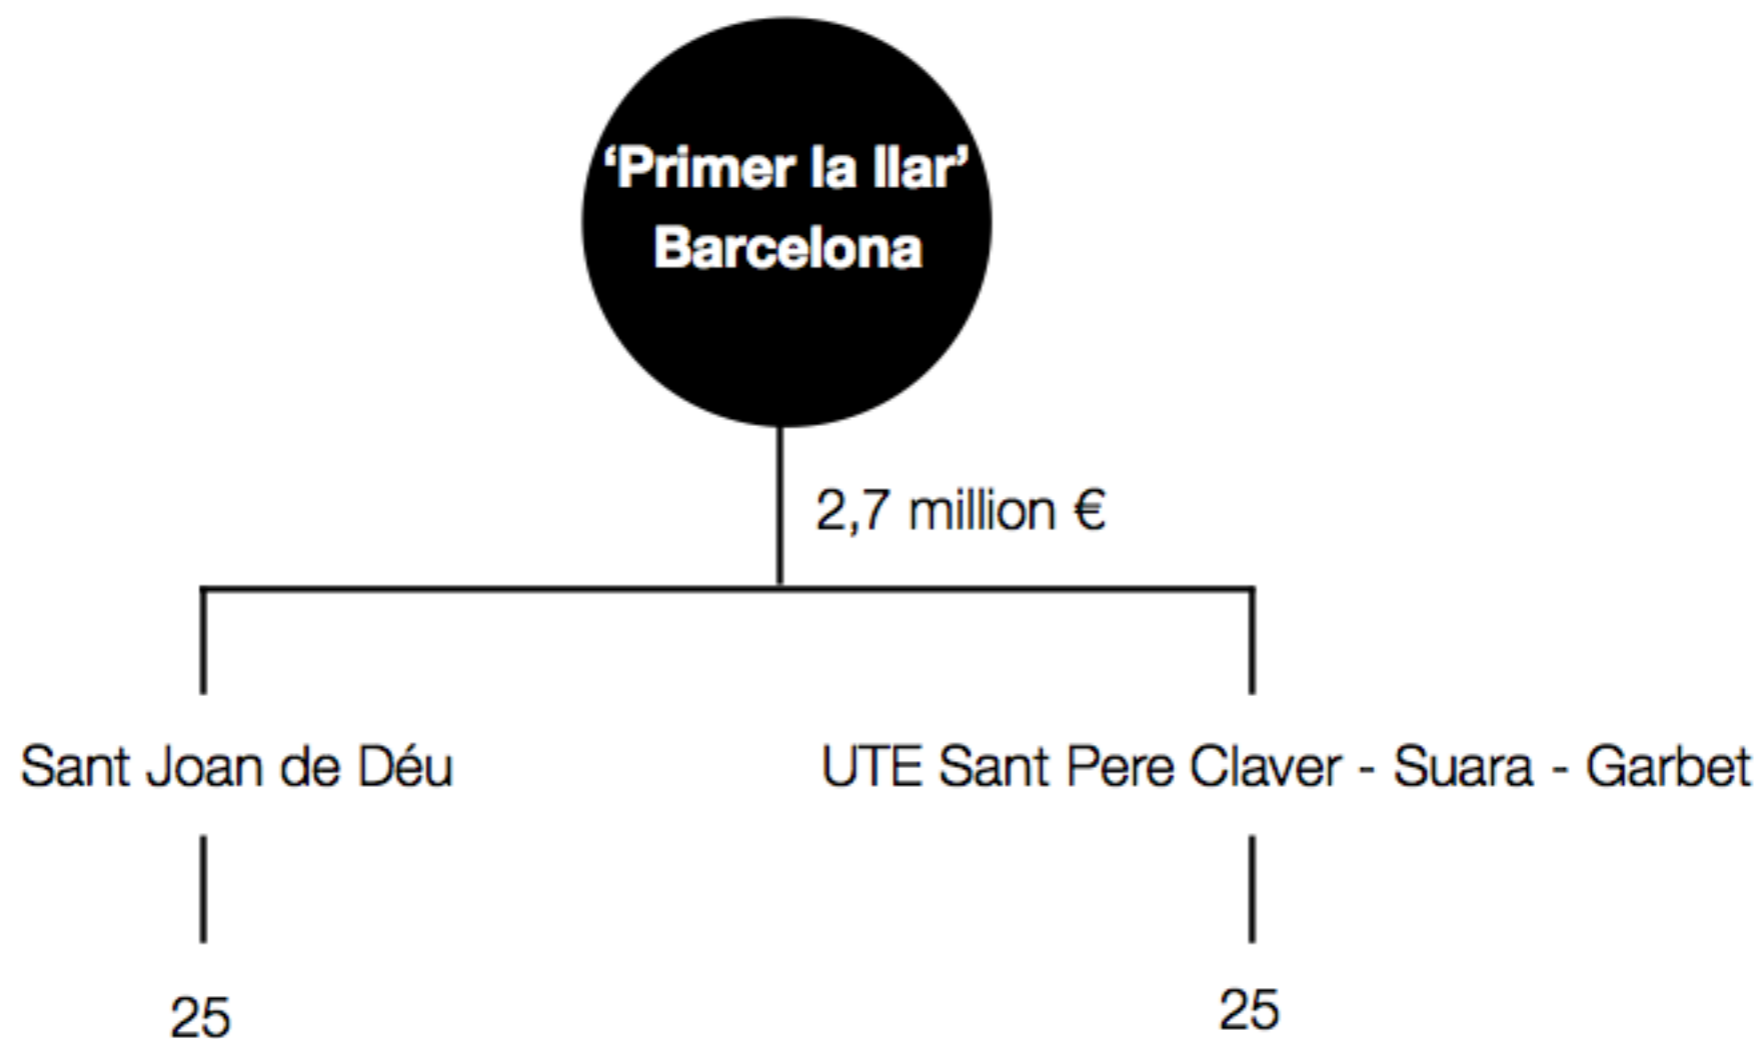 ‘Primer la llar’
Barcelona
2,7 million €
Sant Joan de Déu
UTE Sant Pere Claver - Suara - Garbet
25
25